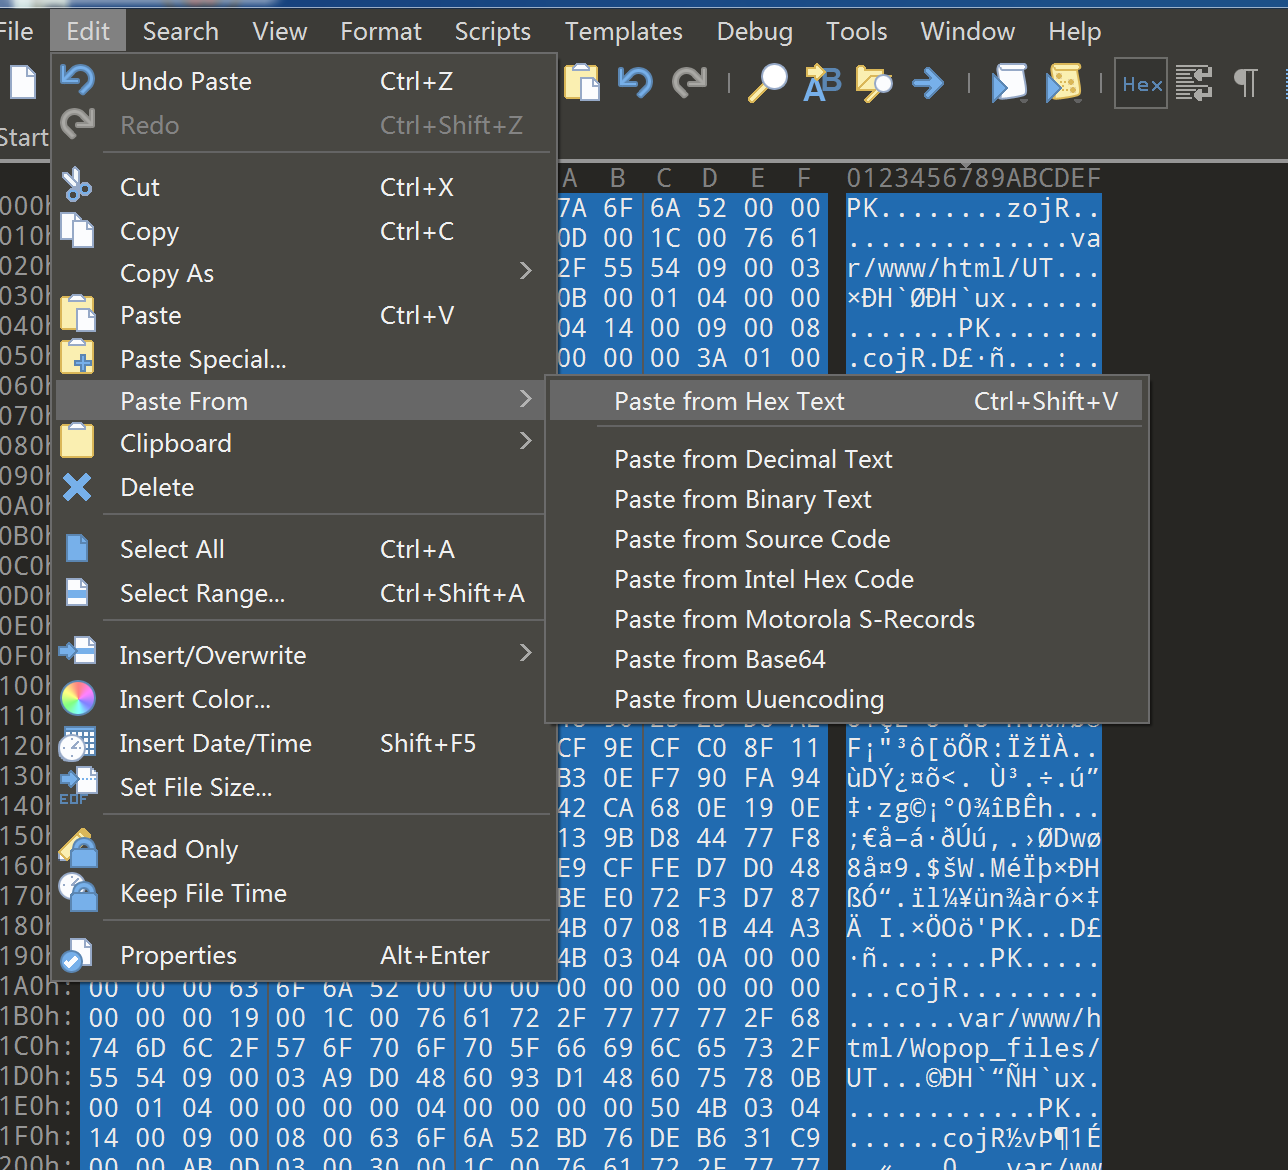 File Edit Search View Format Scripts Templates Debug Tools Window Help
Hex
Start
Undo Paste Ctrl+Z
Redo Ctrl+Shift+Z
Cut Ctrl+X
Copy Ctrl+C
Copy As
Paste Ctrl+V
Paste Special...
Paste From
Clipboard
Delete
Select All Ctrl+A
Select Range... Ctrl+Shift+A
Insert/Overwrite
Insert Color...
Insert Date/Time Shift+F5
EOF Set File Size...
Read Only
Keep File Time
Properties Alt+Enter
Paste from Hex Text Ctrl+Shift+V
Paste from Decimal Text
Paste from Binary Text
Paste from Source Code
Paste from Intel Hex Code
Paste from Motorola S-Records
Paste from Base64
Paste from Uuencoding
A B C D E F 0123456789ABCDEF
000h 7A 6F 6A 52 00 00 PK........zojR..
010h 0D 00 1C 00 76 61 ..............va
020h 2F 55 54 09 00 03 r/www/html/UT...
030h 0B 00 01 04 00 00 ×ÐH`ØÐH`ux......
040h 04 14 00 09 00 08 .......PK.......
050h 00 00 00 3A 01 00 .cojR.D£·ñ...:..
060h
070h
080h
090h
0A0h
0B0h
0C0h
0D0h
0E0h
0F0h
100h
110h
120h CF 9E CF C0 8F 11 F¡"³ô[öÕR:ÏžÏÀ..
130h B3 0E F7 90 FA 94 ùDÝ¿¤õ<. Ù³.÷.ú”
140h 42 CA 68 0E 19 0E ‡·zg©¡°0¾îBÊh...
150h 13 9B D8 44 77 F8 ;€å–á·ðÚú,.›ØDwø
160h E9 CF FE D7 D0 48 8å¤9.$šW.MéÏþ×ÐH
170h BE E0 72 F3 D7 87 ßÓ“.ïl¼¥ün¾àró×‡
180h 4B 07 08 1B 44 A3 Ä I.×ÖOö'PK...D£
190h 4B 03 04 0A 00 00 ·ñ...:...PK.....
1A0h: 00 00 00 63 6F 6A 52 00 00 00 00 00 00 00 00 00 ...cojR.........
1B0h: 00 00 00 19 00 1C 00 76 61 72 2F 77 77 77 2F 68 .......var/www/h
1C0h: 74 6D 6C 2F 57 6F 70 6F 70 5F 66 69 6C 65 73 2F tml/Wopop_files/
1D0h: 55 54 09 00 03 A9 D0 48 60 93 D1 48 60 75 78 0B UT...©ÐH`“ÑH`ux.
1E0h: 00 01 04 00 00 00 00 04 00 00 00 00 50 4B 03 04 ............PK..
1F0h: 14 00 09 00 08 00 63 6F 6A 52 BD 76 DE B6 31 C9 ......cojR½vÞ¶1É
200h: 00 00 AB 0D 03 00 30 00 1C 00 76 61 72 2F 77 77